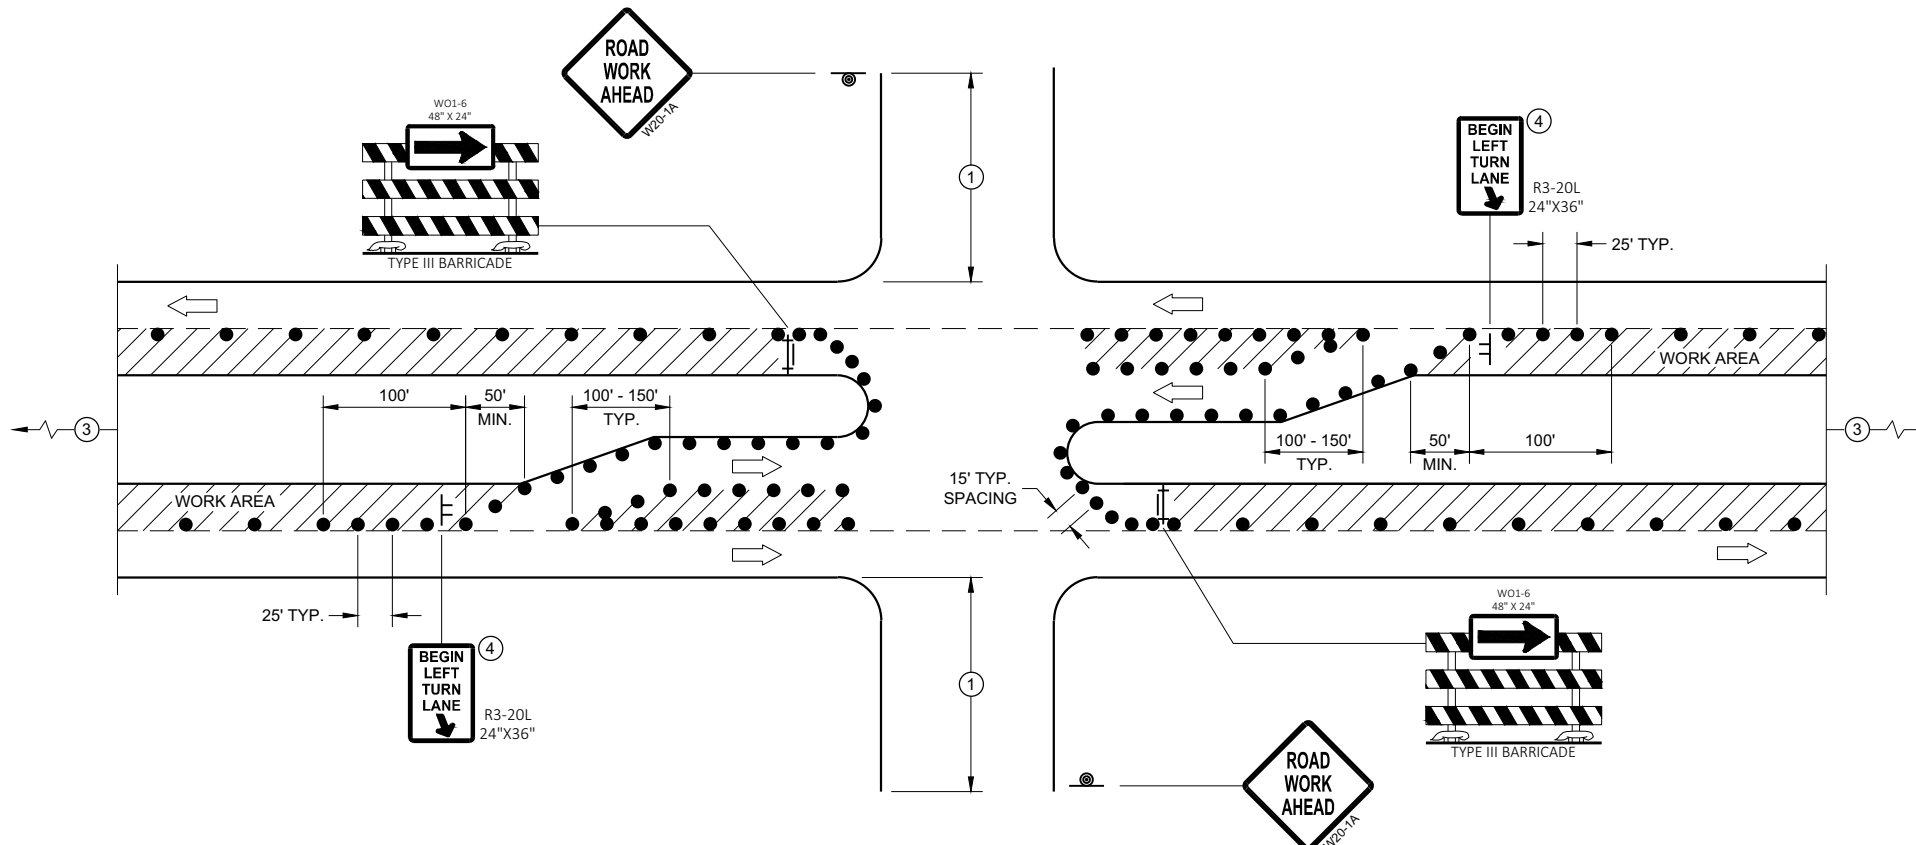 ROAD
WORK
AHEAD
W20-1A
WO1-6
48" X 24"
TYPE III BARRICADE
1
BEGIN
LEFT
TURN
LANE
4
R3-20L
24"X36"
25' TYP.
WORK AREA
100'
50'
MIN.
100' - 150'
TYP.
3
3
100' - 150'
TYP.
50'
MIN.
100'
WORK AREA
15' TYP.
SPACING
25' TYP.
BEGIN
LEFT
TURN
LANE
4
R3-20L
24"X36"
1
WO1-6
48" X 24"
TYPE III BARRICADE
ROAD
WORK
AHEAD
W20-1A